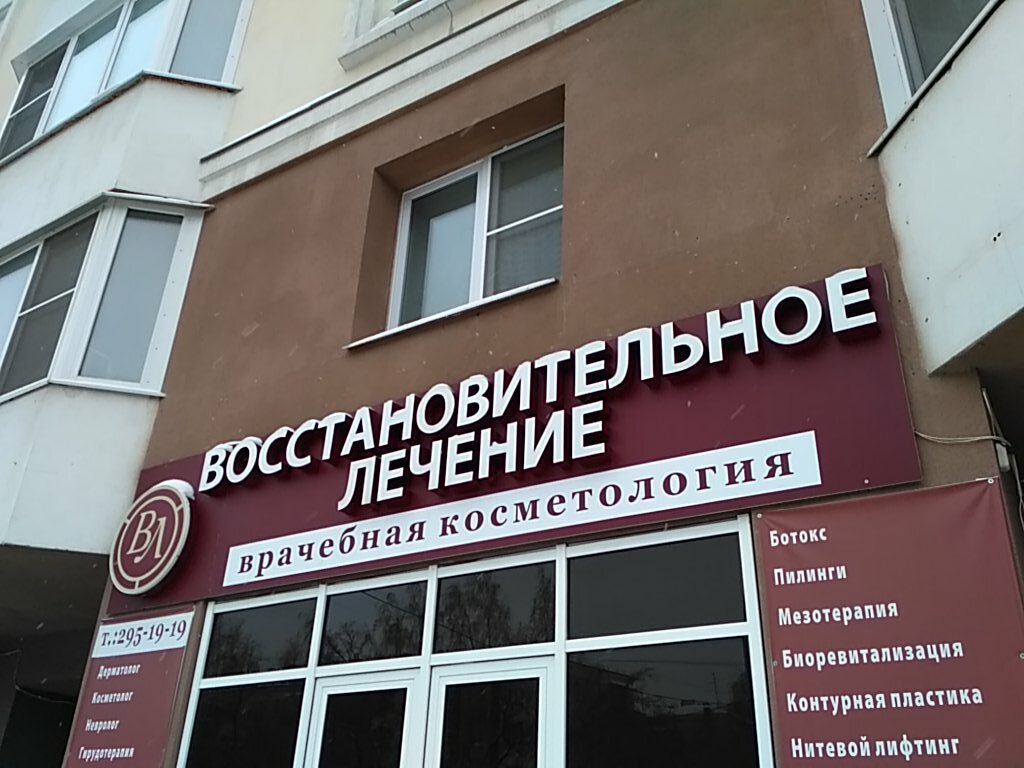 ВОССТАНОВИТЕЛЬНОЕ
ЛЕЧЕНИЕ
ВЛ
врачебная косметология
т.:295-19-19
Дерматолог
Косметолог
Невролог
Гирудотерапия
Ботокс
Пилинги
Мезотерапия
Биоревитализация
Контурная пластика
Нитевой лифтинг